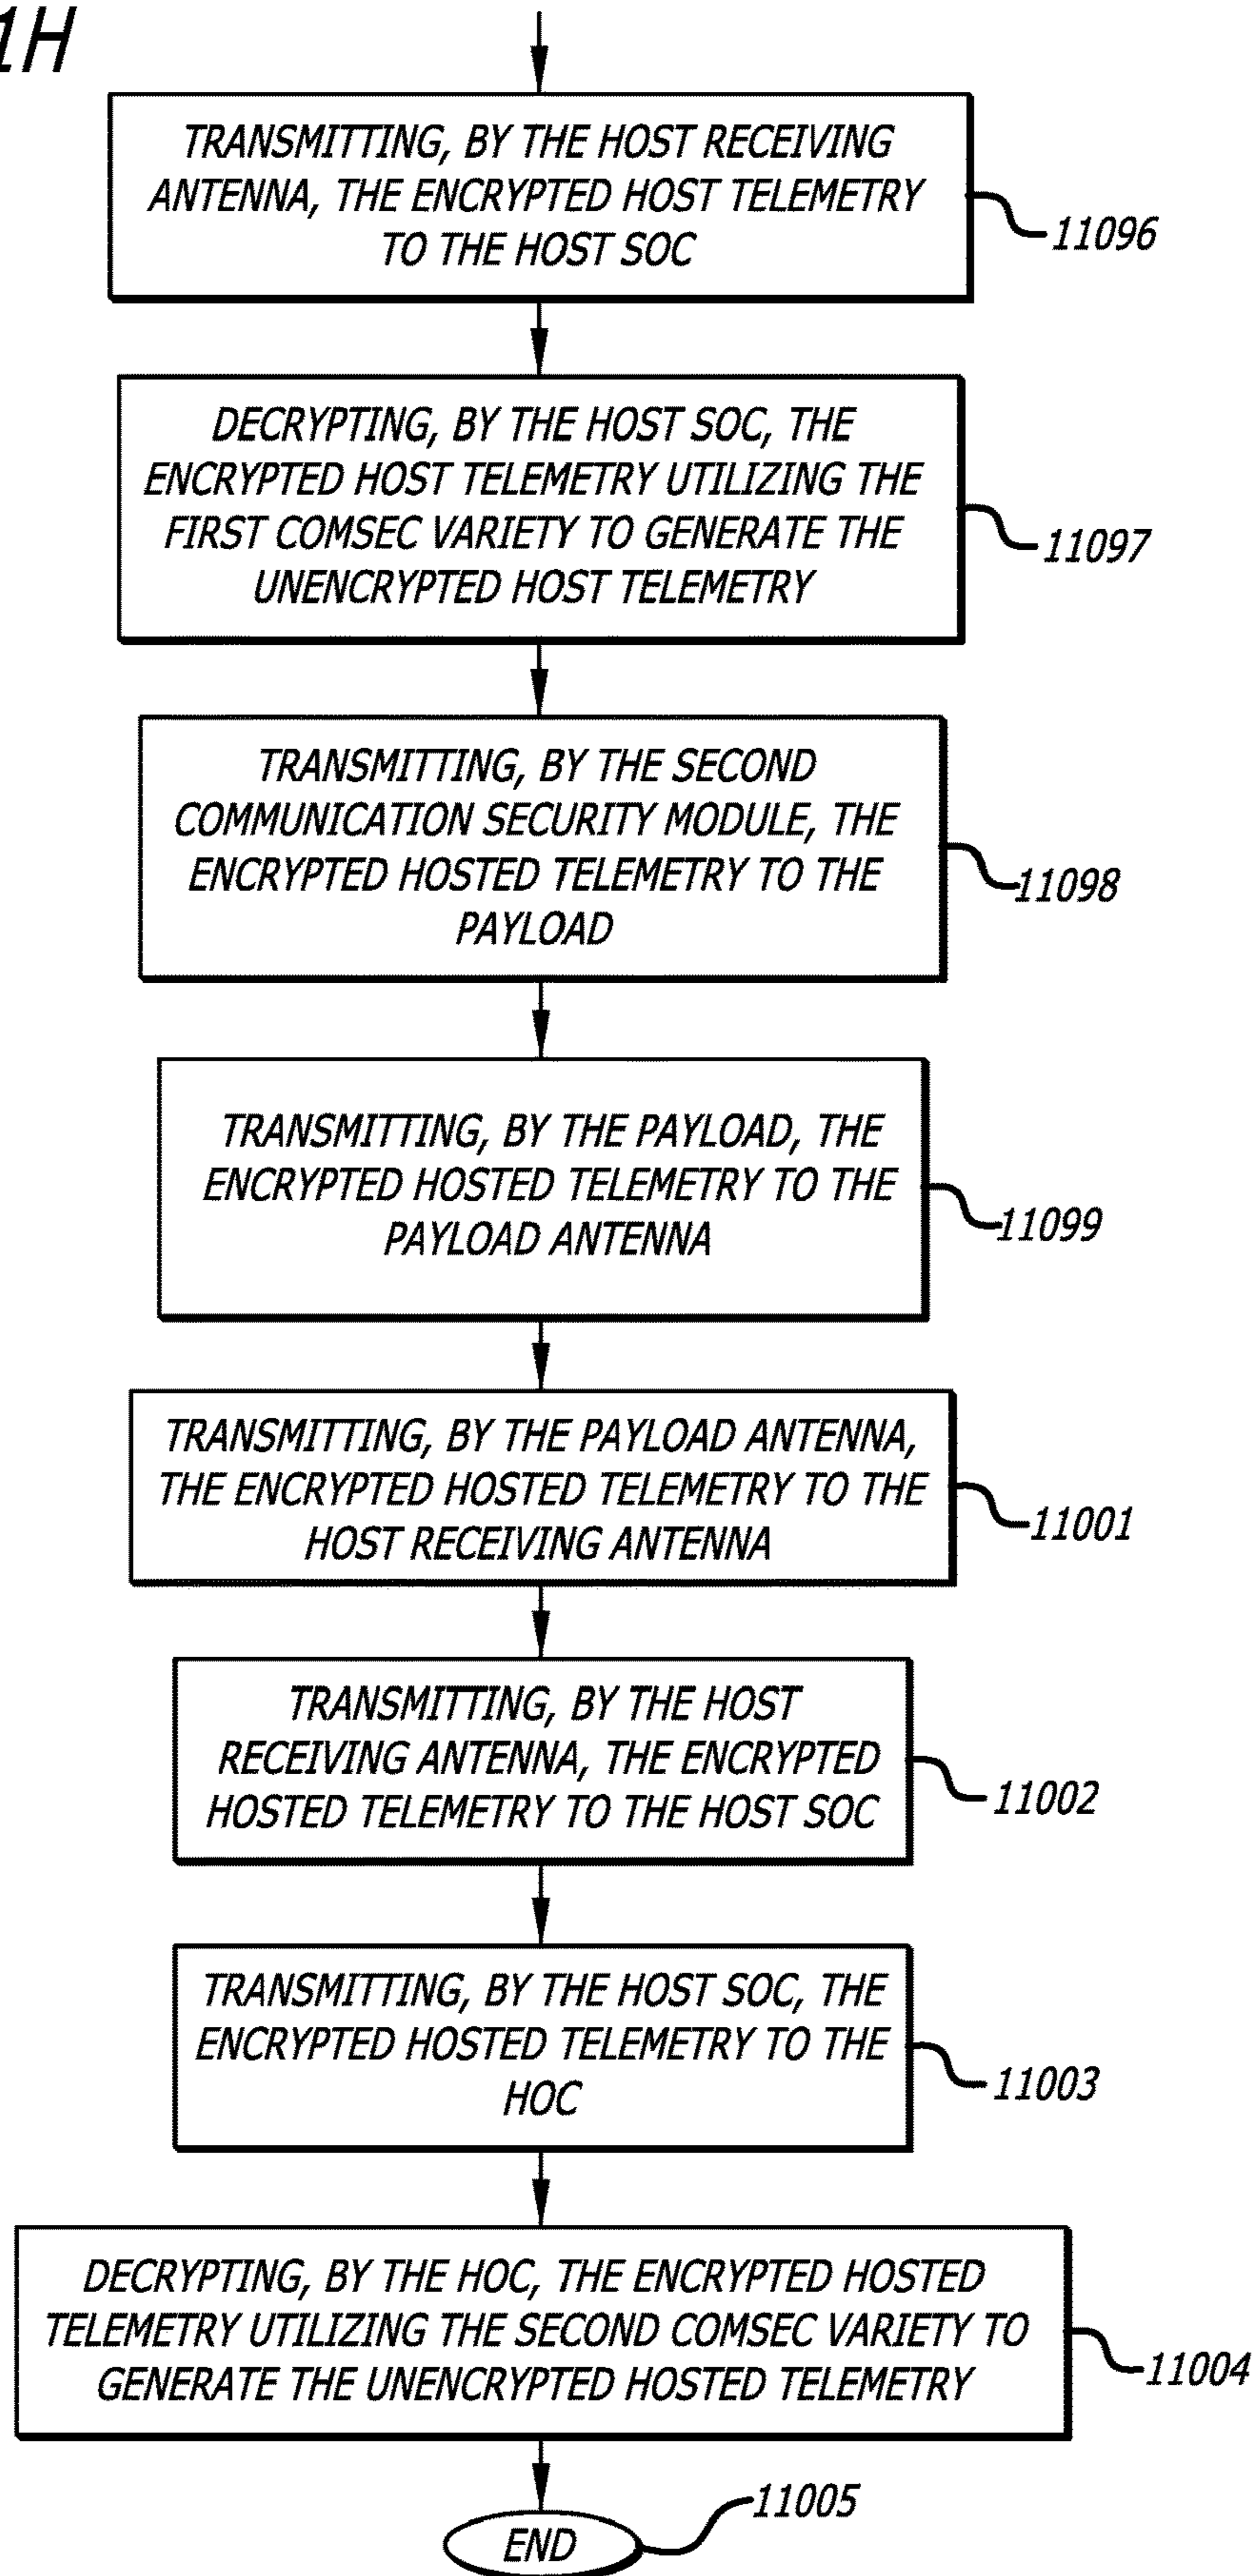 1H
TRANSMITTING, BY THE HOST RECEIVING
ANTENNA, THE ENCRYPTED HOST TELEMETRY
TO THE HOST SOC
11096
DECRYPTING, BY THE HOST SOC, THE
ENCRYPTED HOST TELEMETRY UTILIZING THE
FIRST COMSEC VARIETY TO GENERATE THE
UNENCRYPTED HOST TELEMETRY
11097
TRANSMITTING, BY THE SECOND
COMMUNICATION SECURITY MODULE, THE
ENCRYPTED HOSTED TELEMETRY TO THE
PAYLOAD
11098
TRANSMITTING, BY THE PAYLOAD, THE
ENCRYPTED HOSTED TELEMETRY TO THE
PAYLOAD ANTENNA
11099
TRANSMITTING, BY THE PAYLOAD ANTENNA,
THE ENCRYPTED HOSTED TELEMETRY TO THE
HOST RECEIVING ANTENNA
11001
TRANSMITTING, BY THE HOST
RECEIVING ANTENNA, THE ENCRYPTED
HOSTED TELEMETRY TO THE HOST SOC
11002
TRANSMITTING, BY THE HOST SOC, THE
ENCRYPTED HOSTED TELEMETRY TO THE
HOC
11003
DECRYPTING, BY THE HOC, THE ENCRYPTED HOSTED
TELEMETRY UTILIZING THE SECOND COMSEC VARIETY TO
GENERATE THE UNENCRYPTED HOSTED TELEMETRY
11004
END
11005